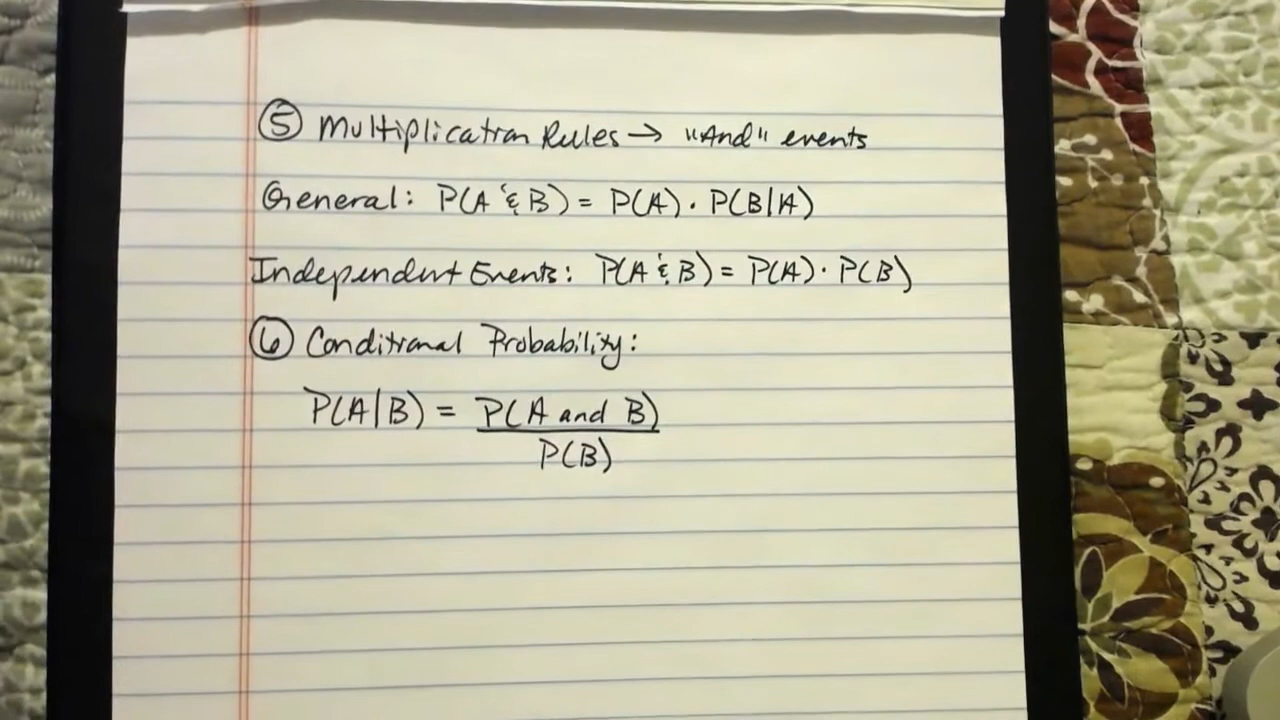 ⑤ Multiplication Rules → "And" events
General: P(A & B) = P(A) · P(B|A)
Independent Events: P(A & B) = P(A) · P(B)
⑥ Conditional Probability:
P(A|B) = P(A and B)
P(B)